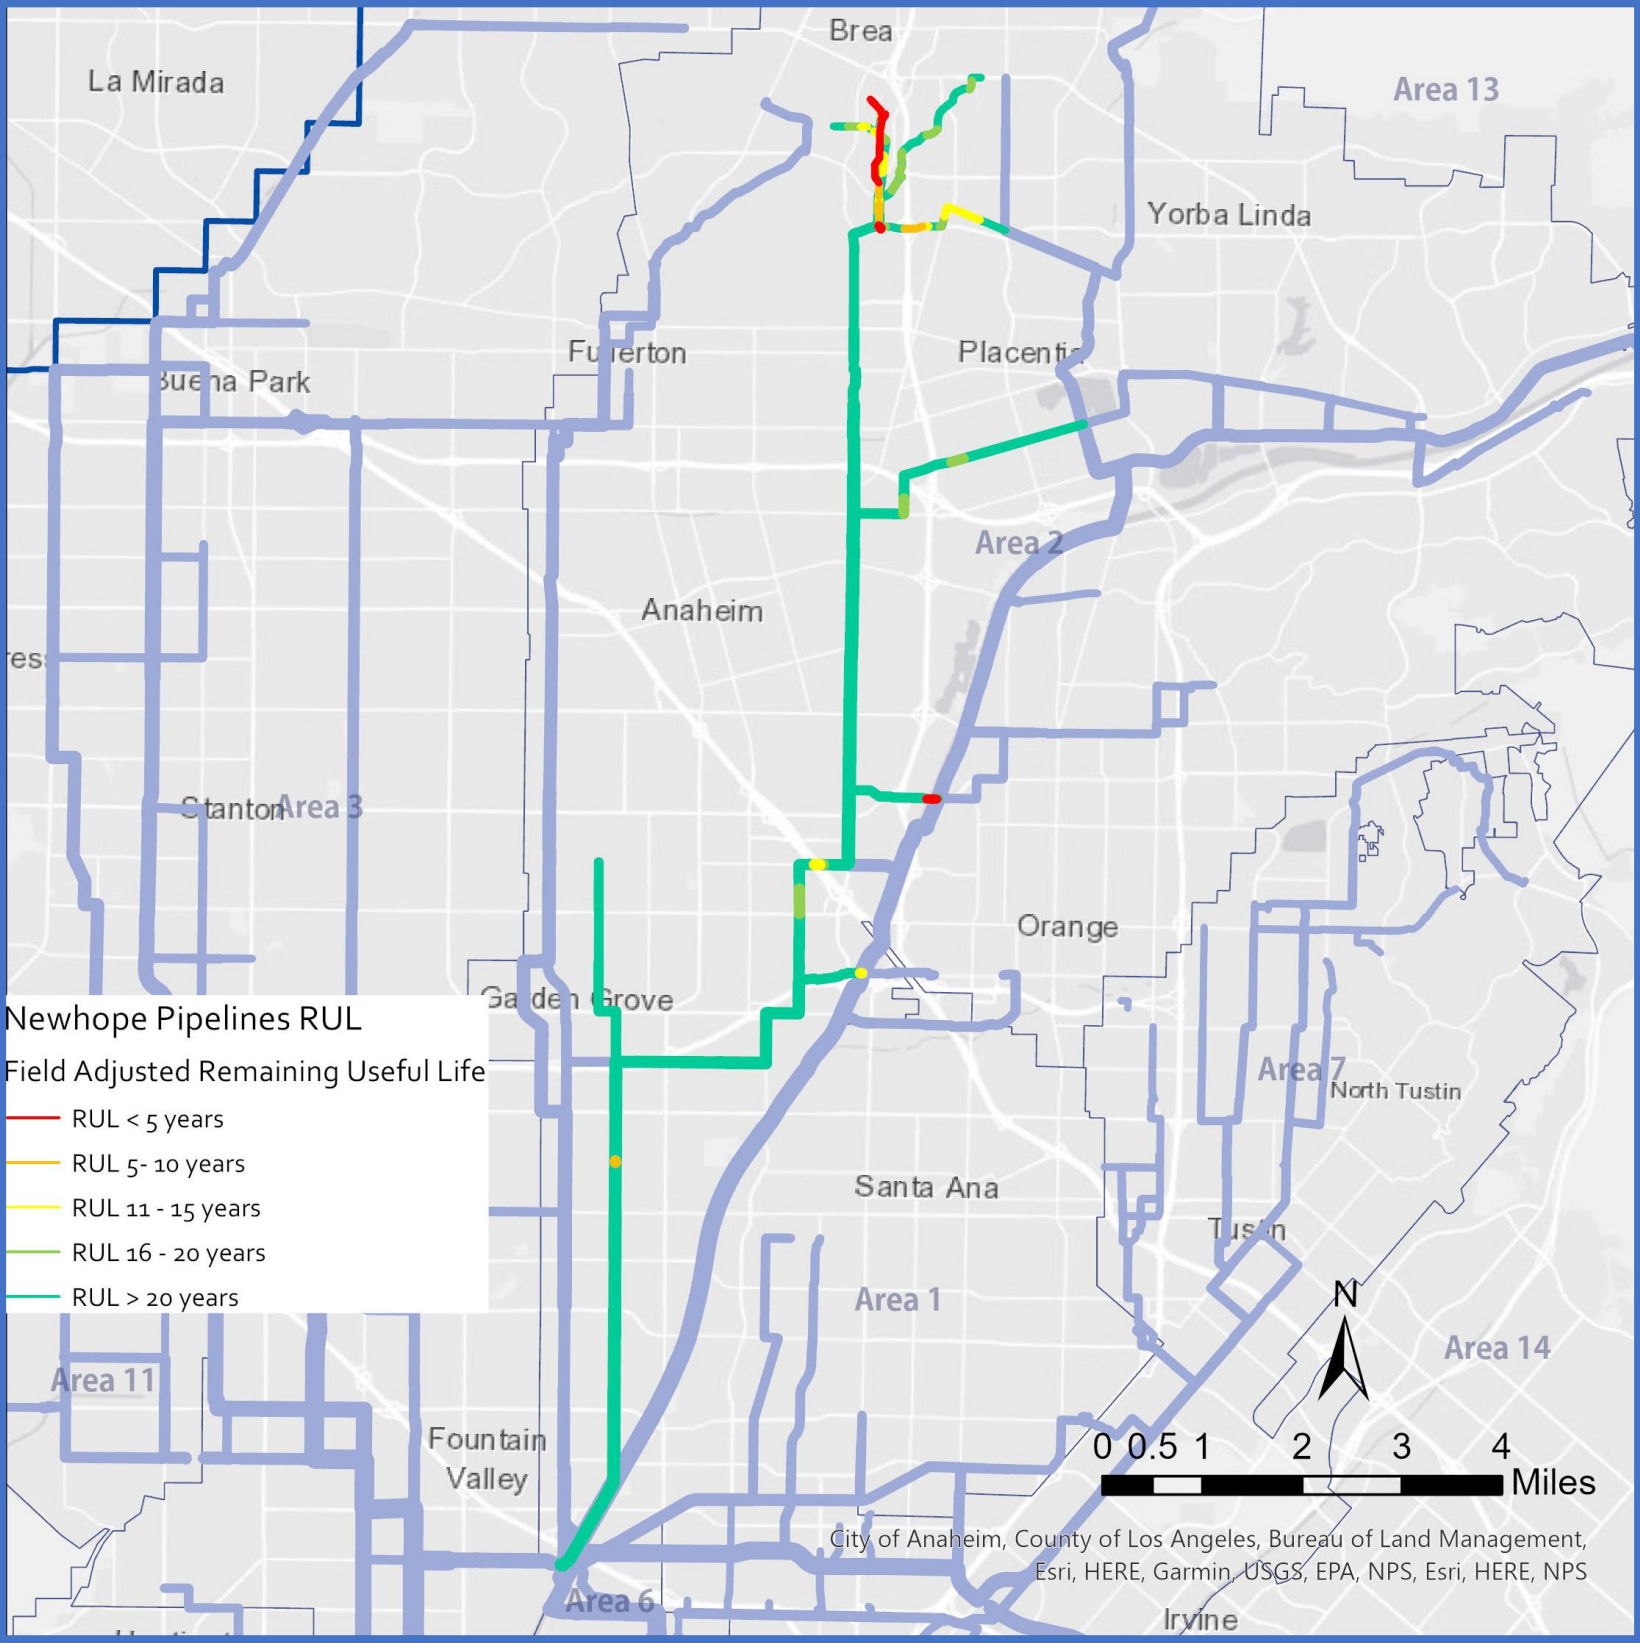 Brea
La Mirada
Area 13
Yorba Linda
Fullerton
Placentia
Buena Park
Area 2
Anaheim
Stanton
Area 3
Orange
Garden Grove
Newhope Pipelines RUL
Field Adjusted Remaining Useful Life
RUL < 5 years
RUL 5- 10 years
RUL 11 - 15 years
RUL 16 - 20 years
RUL > 20 years
Area 7
North Tustin
Santa Ana
Tustin
Area 1
N
Area 14
Area 11
Fountain
Valley
0 0.5 1 2 3 4
Miles
City of Anaheim, County of Los Angeles, Bureau of Land Management,
Esri, HERE, Garmin, USGS, EPA, NPS, Esri, HERE, NPS
Area 6
Irvine